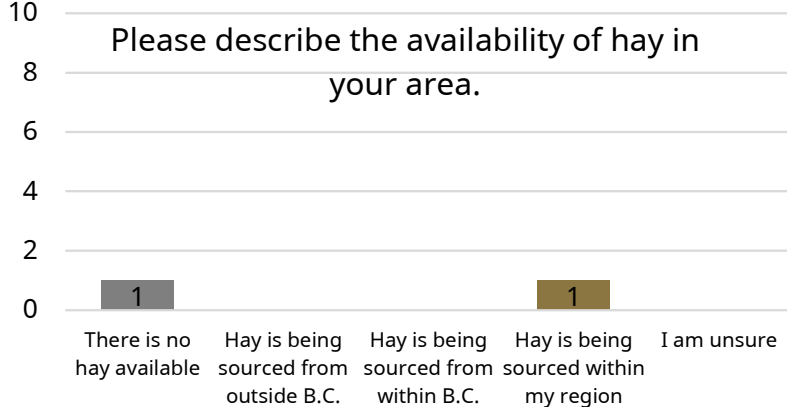 Please describe the availability of hay in
your area.
10
8
6
4
2
0
1
1
There is no
hay available
Hay is being
sourced from
outside B.C.
Hay is being
sourced from
within B.C.
Hay is being
sourced within
my region
I am unsure